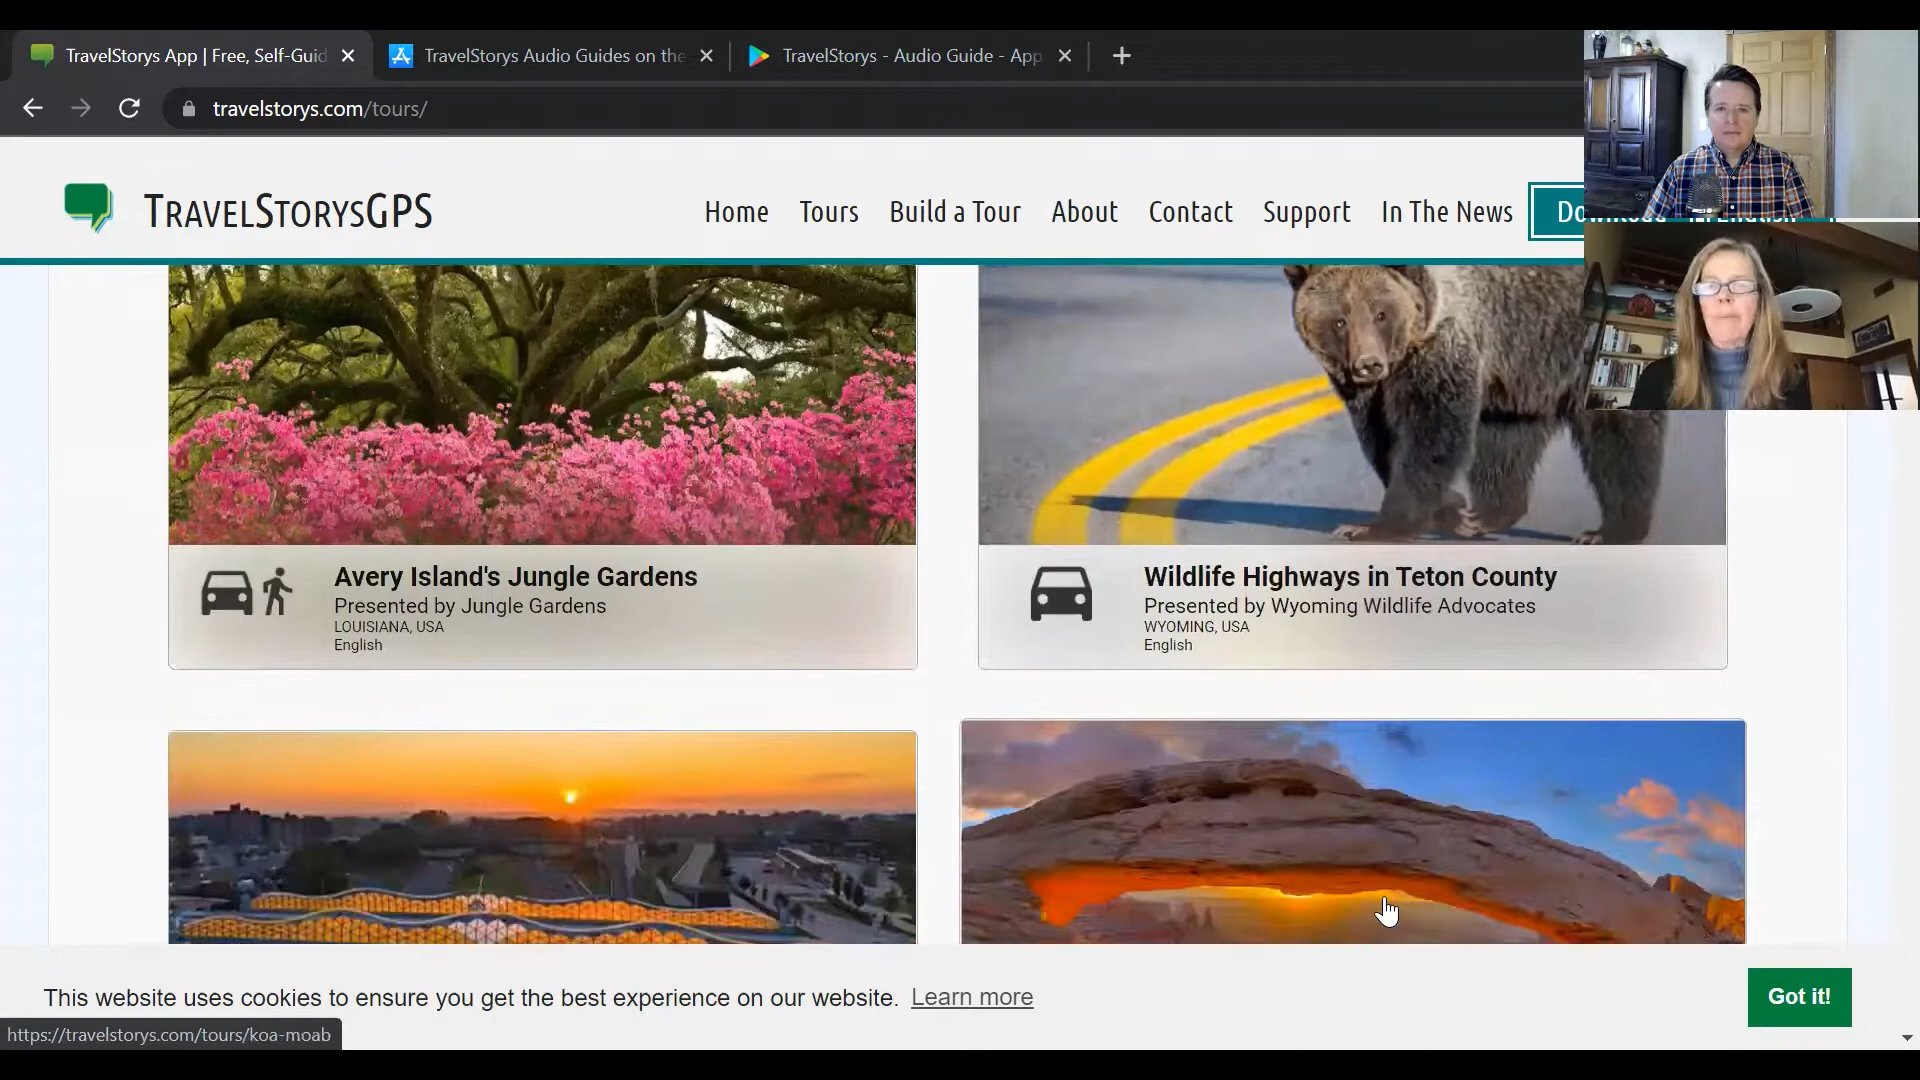 TravelStorys App | Free, Self-Guid
TravelStorys Audio Guides on the
TravelStorys - Audio Guide - App
travelstorys.com/tours/
TRAVELSTORYSGPS
Home
Tours
Build a Tour
About
Contact
Support
In The News
Avery Island's Jungle Gardens
Presented by Jungle Gardens
LOUISIANA, USA
English
Wildlife Highways in Teton County
Presented by Wyoming Wildlife Advocates
WYOMING, USA
English
This website uses cookies to ensure you get the best experience on our website. Learn more
Got it!
https://travelstorys.com/tours/koa-moab